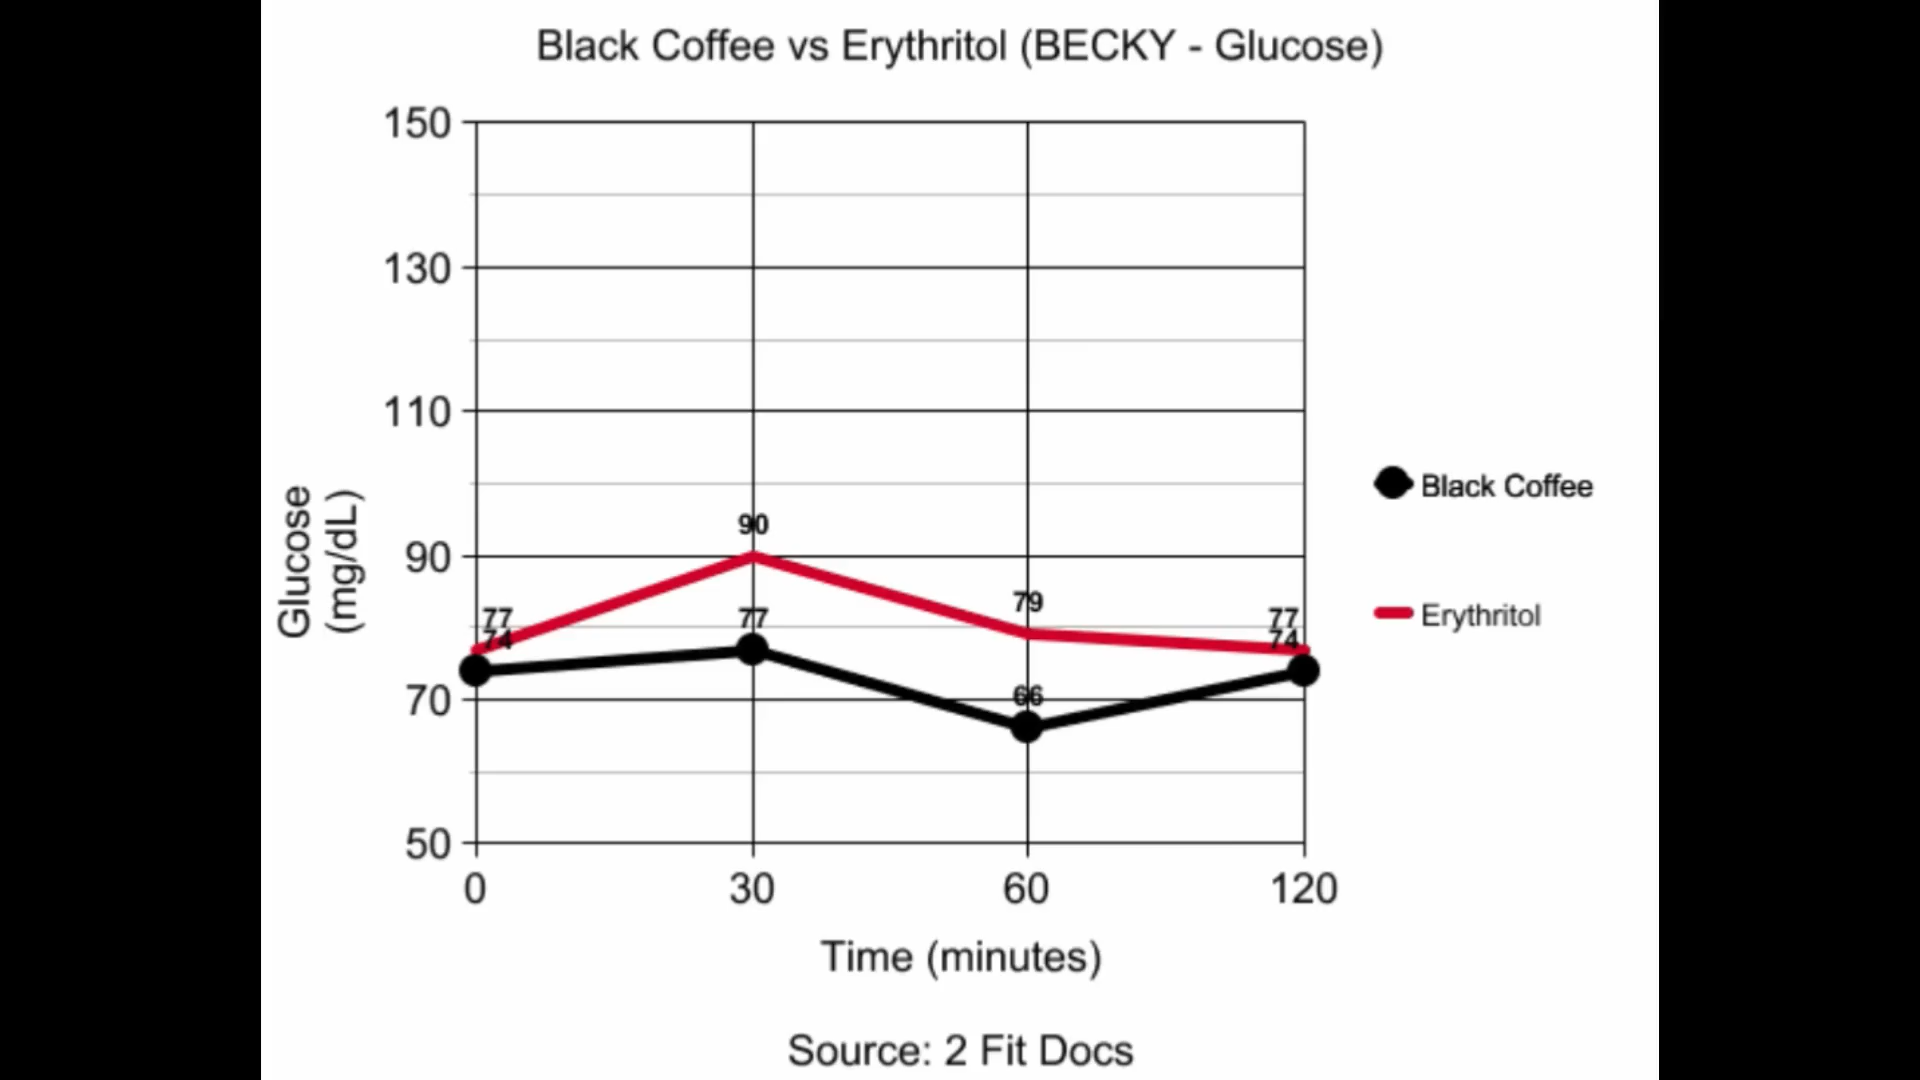 Black Coffee vs Erythritol (BECKY - Glucose)
150
130
110
90
70
50
Glucose
(mg/dL)
90
77
74
77
79
66
77
74
0 30 60 120
Time (minutes)
Black Coffee
Erythritol
Source: 2 Fit Docs